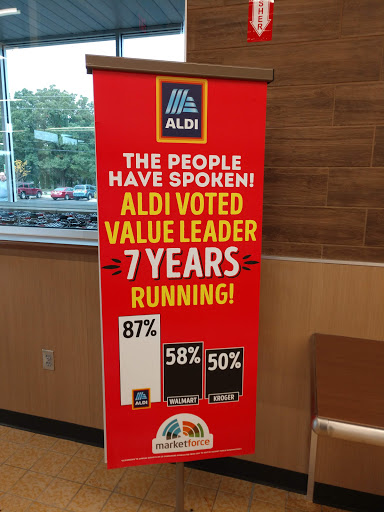 SHER
ALDI
THE PEOPLE
HAVE SPOKEN!
ALDI VOTED
VALUE LEADER
7 YEARS
RUNNING!
87%
58%
50%
ALDI
WALMART
KROGER
marketforce